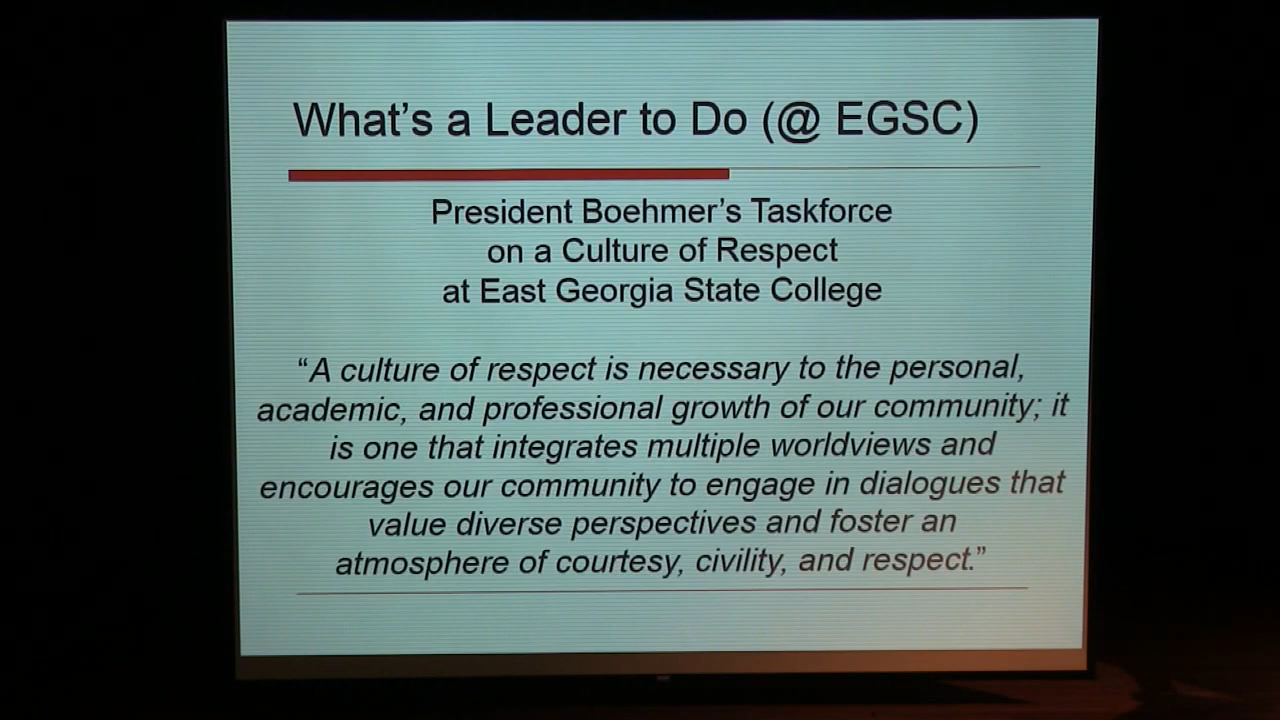 What's a Leader to Do (@ EGSC)
President Boehmer's Taskforce
on a Culture of Respect
at East Georgia State College
“A culture of respect is necessary to the personal,
academic, and professional growth of our community; it
is one that integrates multiple worldviews and
encourages our community to engage in dialogues that
value diverse perspectives and foster an
atmosphere of courtesy, civility, and respect.”